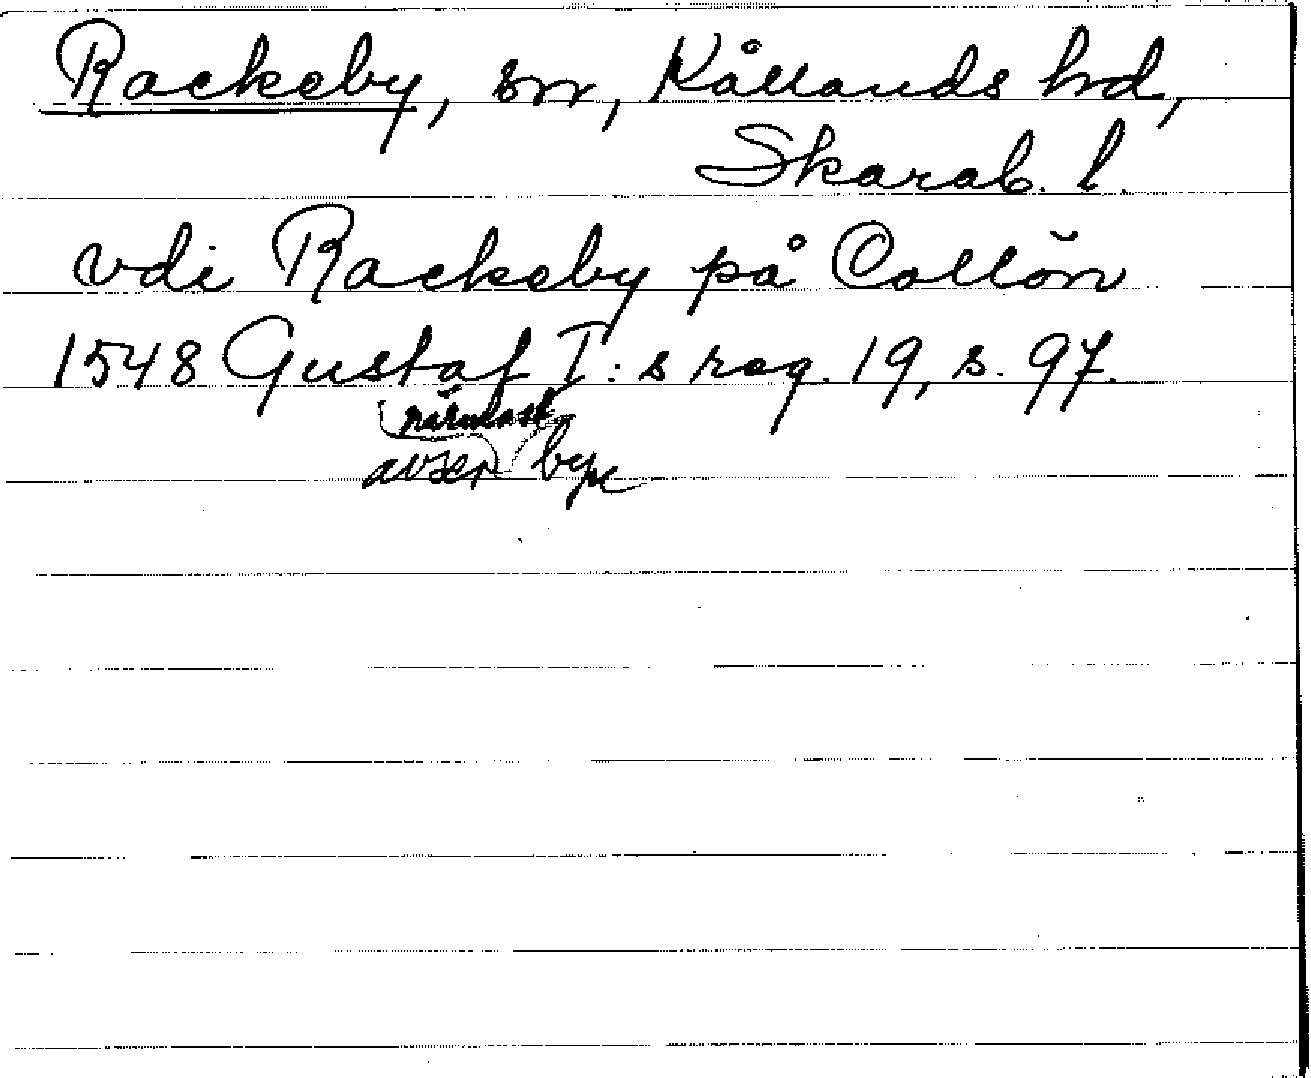 Rackeby, sn, Kållands hd,
Skarab. l.
vdi Rackeby på Collön
1548 Gustaf I:s reg. 19, s. 97.
närmast
avser byn